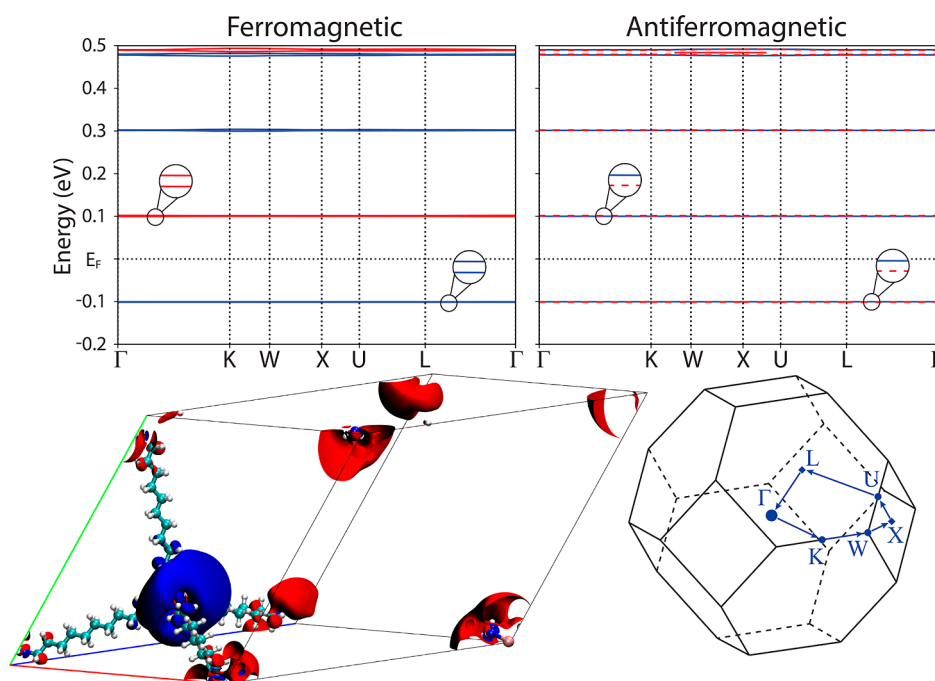 Ferromagnetic
Antiferromagnetic
Energy (eV)
0.5
0.4
0.3
0.2
0.1
E_F
-0.1
-0.2
Γ K W X U L Γ
Γ K W X U L
L
U
Γ
X
W
K